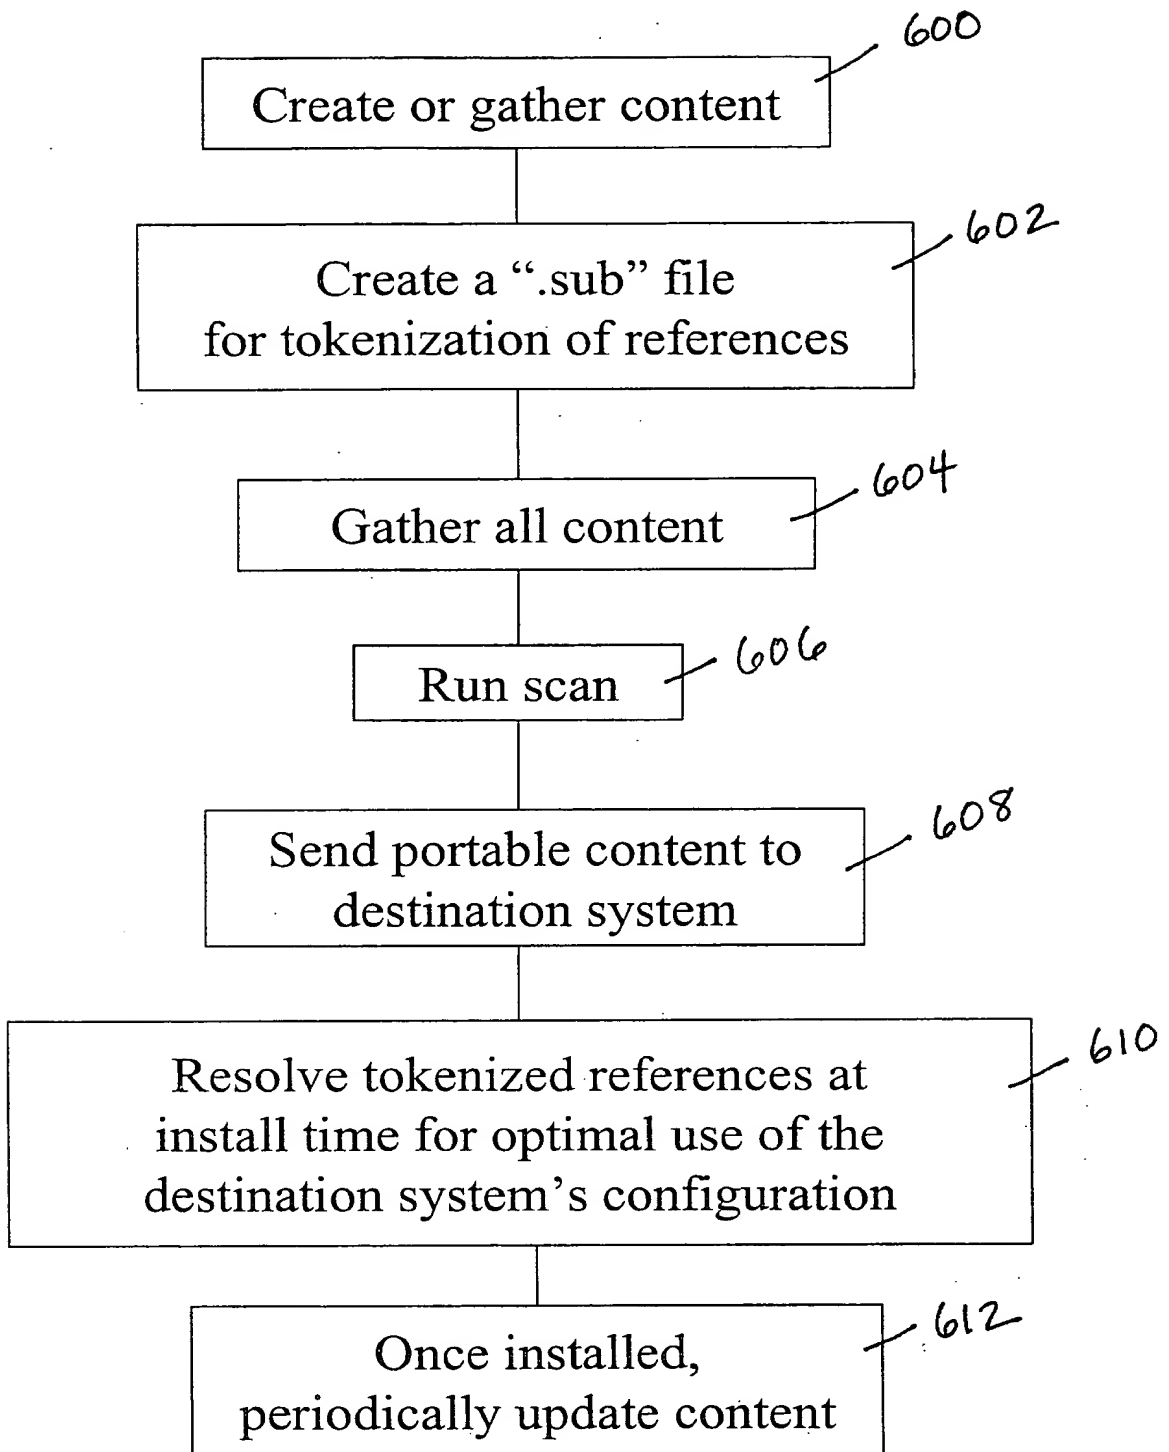 600
Create or gather content
602
Create a “.sub” file
for tokenization of references
604
Gather all content
606
Run scan
608
Send portable content to
destination system
610
Resolve tokenized references at
install time for optimal use of the
destination system’s configuration
612
Once installed,
periodically update content